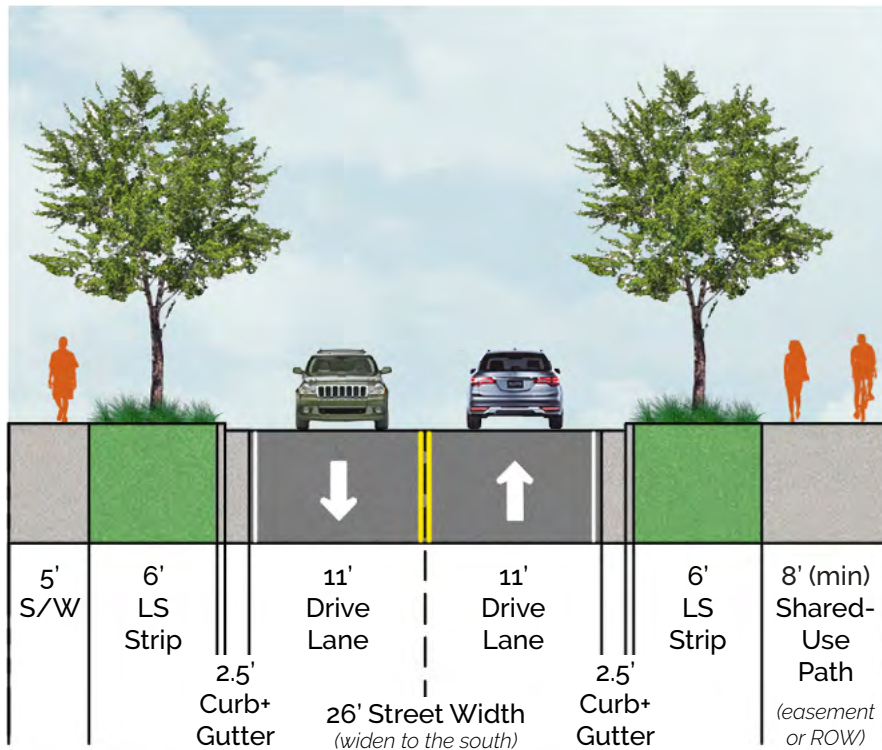 5'
S/W
6'
LS
Strip
2.5'
Curb+
Gutter
11'
Drive
Lane
11'
Drive
Lane
26' Street Width
(widen to the south)
2.5'
Curb+
Gutter
6'
LS
Strip
8' (min)
Shared-
Use
Path
(easement
or ROW)